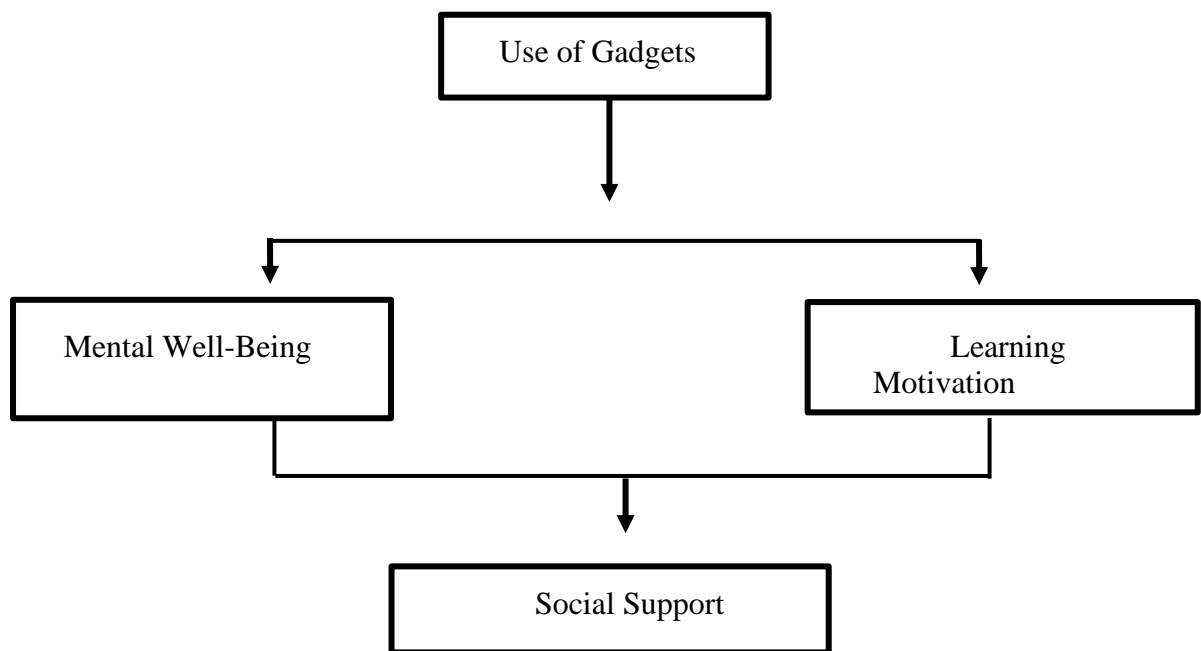 Use of Gadgets
Mental Well-Being
Learning
Motivation
Social Support